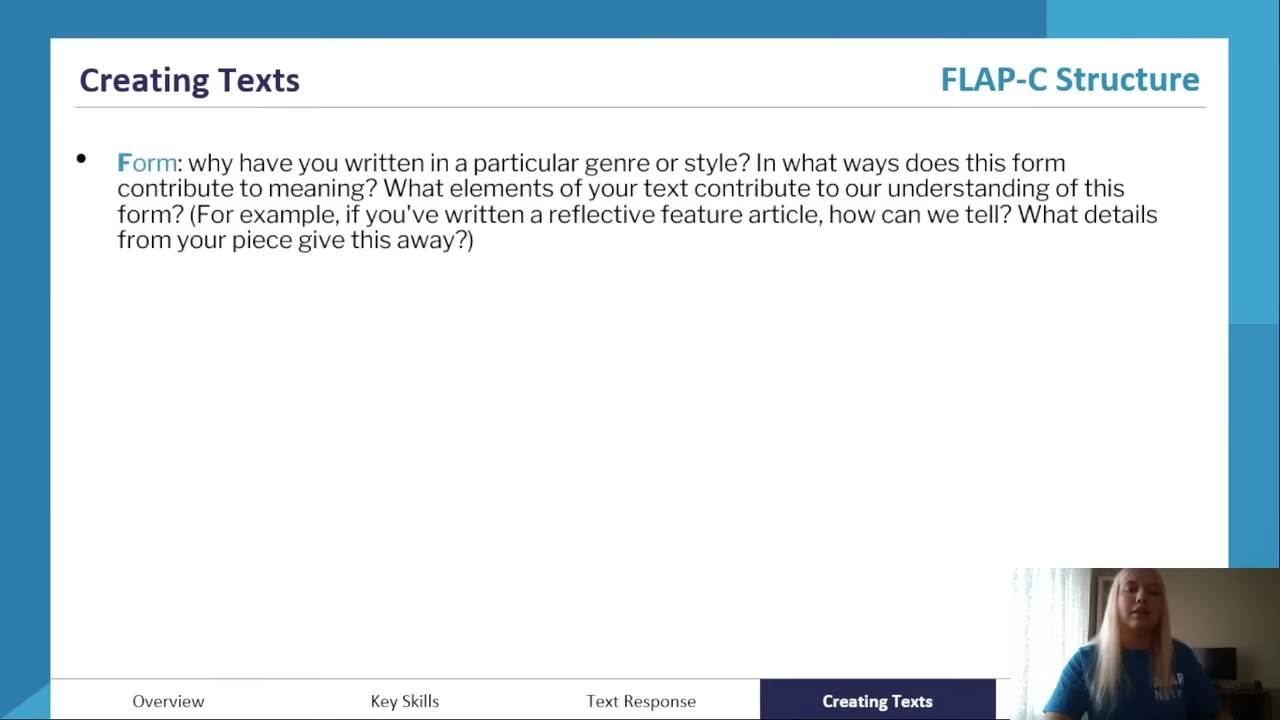 Creating Texts
FLAP-C Structure
• Form: why have you written in a particular genre or style? In what ways does this form
contribute to meaning? What elements of your text contribute to our understanding of this
form? (For example, if you've written a reflective feature article, how can we tell? What details
from your piece give this away?)
Overview
Key Skills
Text Response
Creating Texts